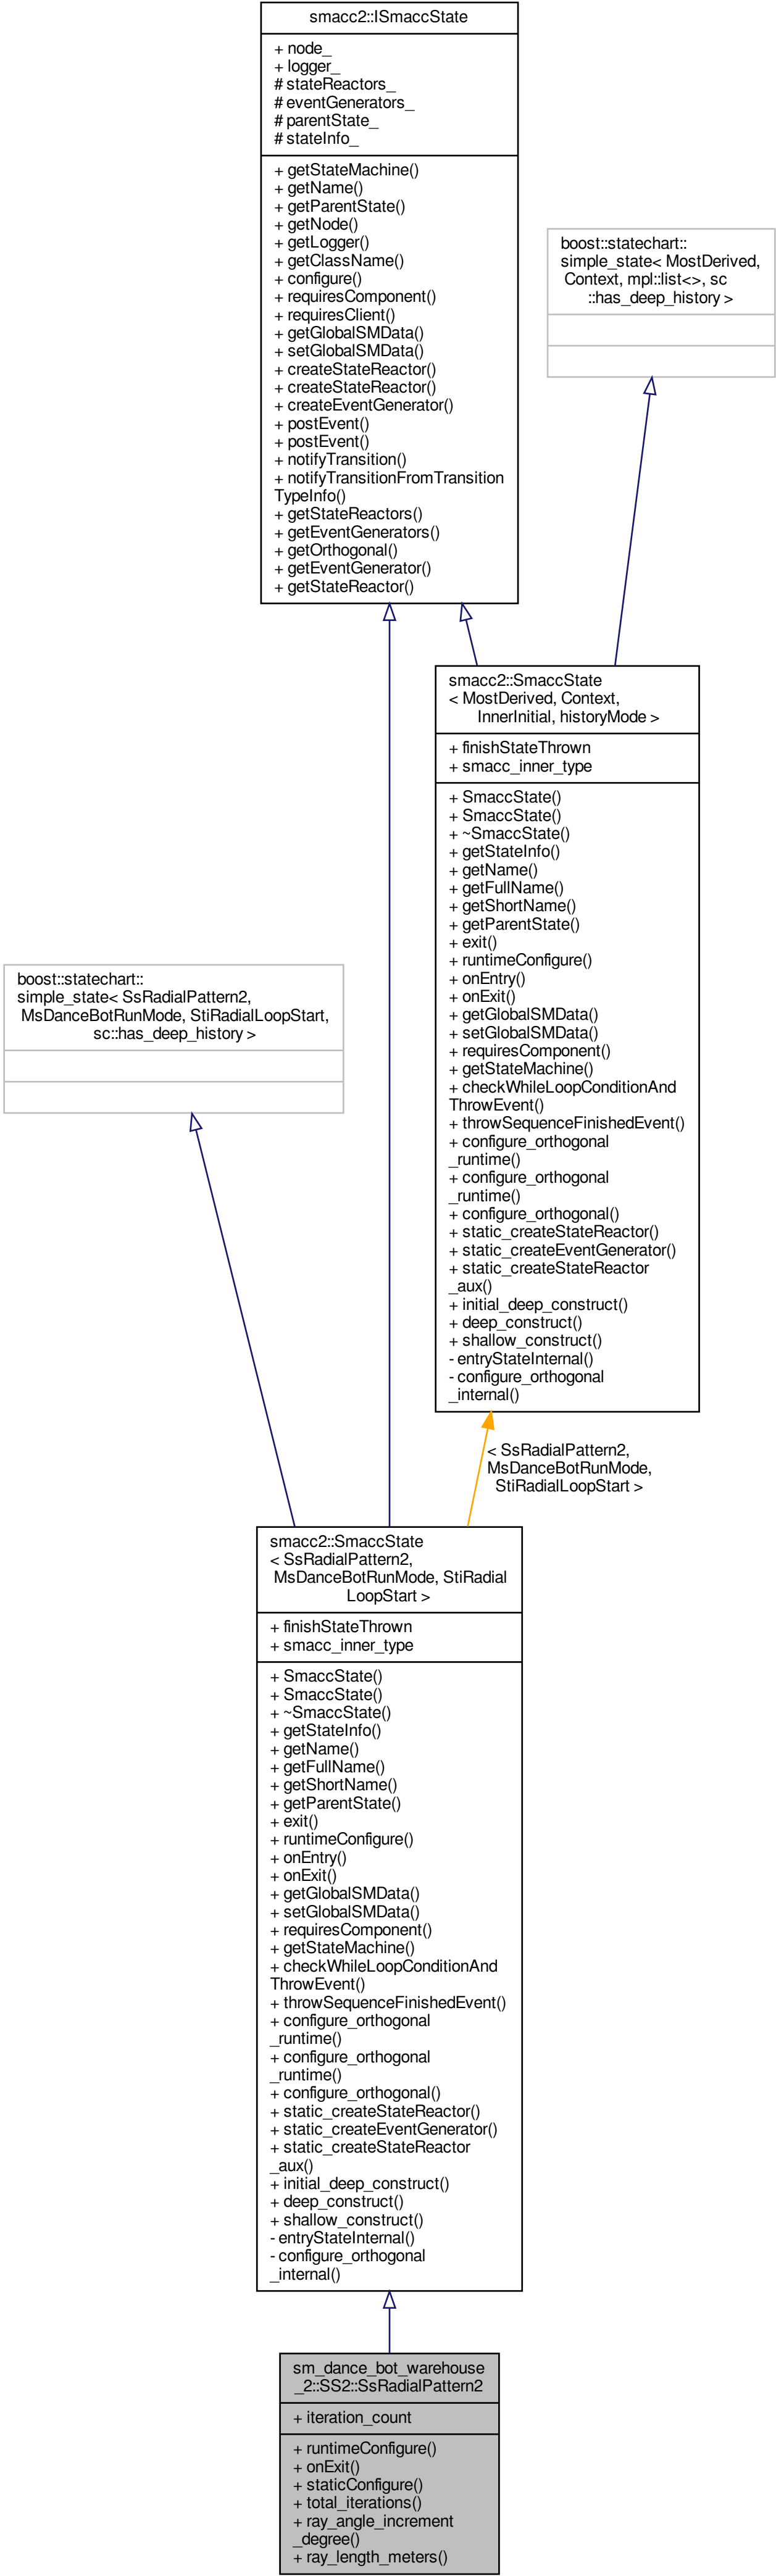 smacc2::ISmaccState
+ node_
+ logger_
# stateReactors_
# eventGenerators_
# parentState_
# stateInfo_
+ getStateMachine()
+ getName()
+ getParentState()
+ getNode()
+ getLogger()
+ getClassName()
+ configure()
+ requiresComponent()
+ requiresClient()
+ getGlobalSMData()
+ setGlobalSMData()
+ createStateReactor()
+ createStateReactor()
+ createEventGenerator()
+ postEvent()
+ postEvent()
+ notifyTransition()
+ notifyTransitionFromTransition
TypeInfo()
+ getStateReactors()
+ getEventGenerators()
+ getOrthogonal()
+ getEventGenerator()
+ getStateReactor()
boost::statechart::
simple_state< MostDerived,
Context, mpl::list<>, sc
::has_deep_history >
smacc2::SmaccState
< MostDerived, Context,
InnerInitial, historyMode >
+ finishStateThrown
+ smacc_inner_type
+ SmaccState()
+ SmaccState()
+ ~SmaccState()
+ getStateInfo()
+ getName()
+ getFullName()
+ getShortName()
+ getParentState()
+ exit()
+ runtimeConfigure()
+ onEntry()
+ onExit()
+ getGlobalSMData()
+ setGlobalSMData()
+ requiresComponent()
+ getStateMachine()
+ checkWhileLoopConditionAnd
ThrowEvent()
+ throwSequenceFinishedEvent()
+ configure_orthogonal
_runtime()
+ configure_orthogonal
_runtime()
+ configure_orthogonal()
+ static_createStateReactor()
+ static_createEventGenerator()
+ static_createStateReactor
_aux()
+ initial_deep_construct()
+ deep_construct()
+ shallow_construct()
- entryStateInternal()
- configure_orthogonal
_internal()
boost::statechart::
simple_state< SsRadialPattern2,
MsDanceBotRunMode, StiRadialLoopStart,
sc::has_deep_history >
< SsRadialPattern2,
MsDanceBotRunMode,
StiRadialLoopStart >
smacc2::SmaccState
< SsRadialPattern2,
MsDanceBotRunMode, StiRadial
LoopStart >
+ finishStateThrown
+ smacc_inner_type
+ SmaccState()
+ SmaccState()
+ ~SmaccState()
+ getStateInfo()
+ getName()
+ getFullName()
+ getShortName()
+ getParentState()
+ exit()
+ runtimeConfigure()
+ onEntry()
+ onExit()
+ getGlobalSMData()
+ setGlobalSMData()
+ requiresComponent()
+ getStateMachine()
+ checkWhileLoopConditionAnd
ThrowEvent()
+ throwSequenceFinishedEvent()
+ configure_orthogonal
_runtime()
+ configure_orthogonal
_runtime()
+ configure_orthogonal()
+ static_createStateReactor()
+ static_createEventGenerator()
+ static_createStateReactor
_aux()
+ initial_deep_construct()
+ deep_construct()
+ shallow_construct()
- entryStateInternal()
- configure_orthogonal
_internal()
sm_dance_bot_warehouse
_2::SS2::SsRadialPattern2
+ iteration_count
+ runtimeConfigure()
+ onExit()
+ staticConfigure()
+ total_iterations()
+ ray_angle_increment
_degree()
+ ray_length_meters()